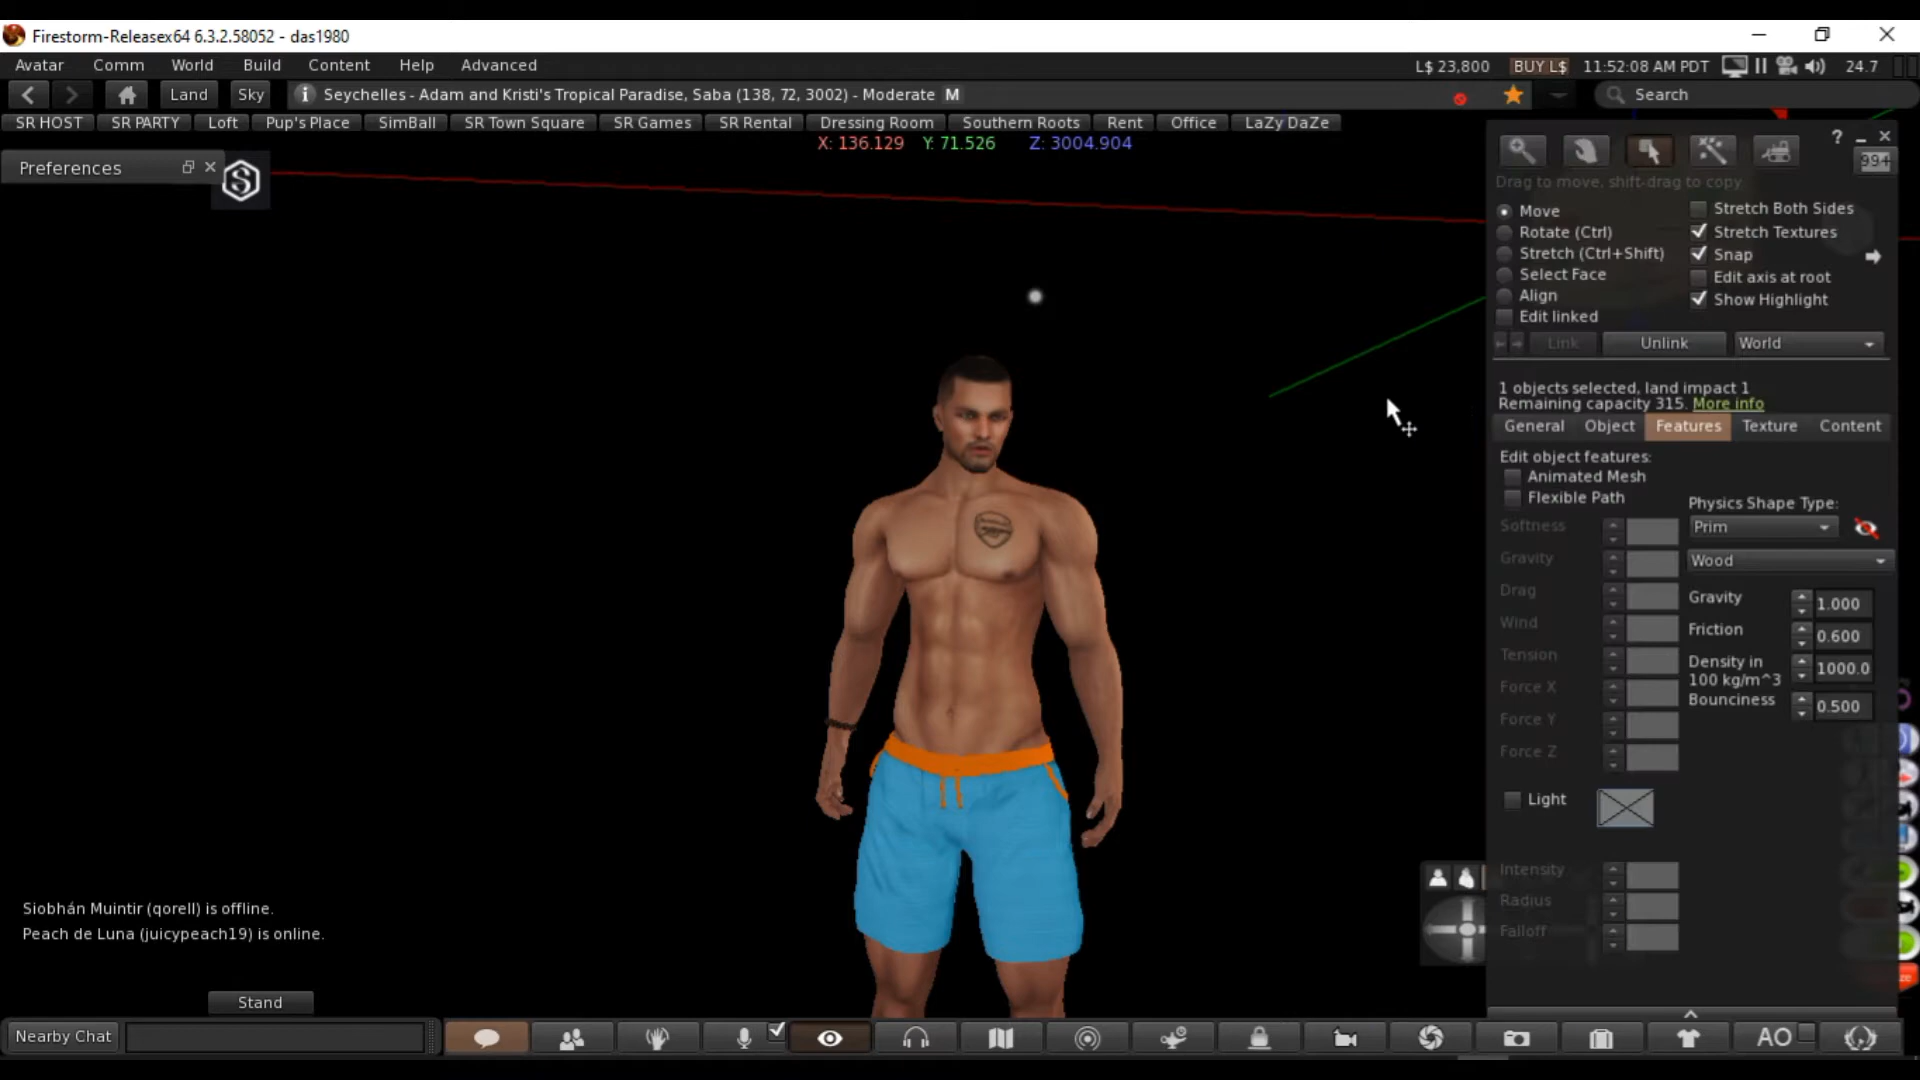 Firestorm-Releasex64 6.3.2.58052 - das1980
Avatar Comm World Build Content Help Advanced
L$ 23,800 BUY L$ 11:52:08 AM PDT 24.7
Land Sky Seychelles - Adam and Kristi's Tropical Paradise, Saba (138, 72, 3002) - Moderate M Search
SR HOST SR PARTY Loft Pup's Place SimBall SR Town Square SR Games SR Rental Dressing Room Southern Roots Rent Office LaZy DaZe
X: 136.129 Y: 71.526 Z: 3004.904
Preferences
?
99+
Drag to move, shift-drag to copy
Move
Rotate (Ctrl)
Stretch (Ctrl+Shift)
Select Face
Align
Edit linked
Stretch Both Sides
Stretch Textures
Snap
Edit axis at root
Show Highlight
Link Unlink World
1 objects selected, land impact 1
Remaining capacity 315. More info
General Object Features Texture Content
Edit object features:
Animated Mesh
Flexible Path
Softness
Gravity
Drag
Wind
Tension
Force X
Force Y
Force Z
Physics Shape Type:
Prim
Wood
Gravity 1.000
Friction 0.600
Density in
100 kg/m^3 1000.0
Bounciness 0.500
Light
Intensity
Radius
Falloff
Siobhán Muintir (qorell) is offline.
Peach de Luna (juicypeach19) is online.
Stand
Nearby Chat
AO